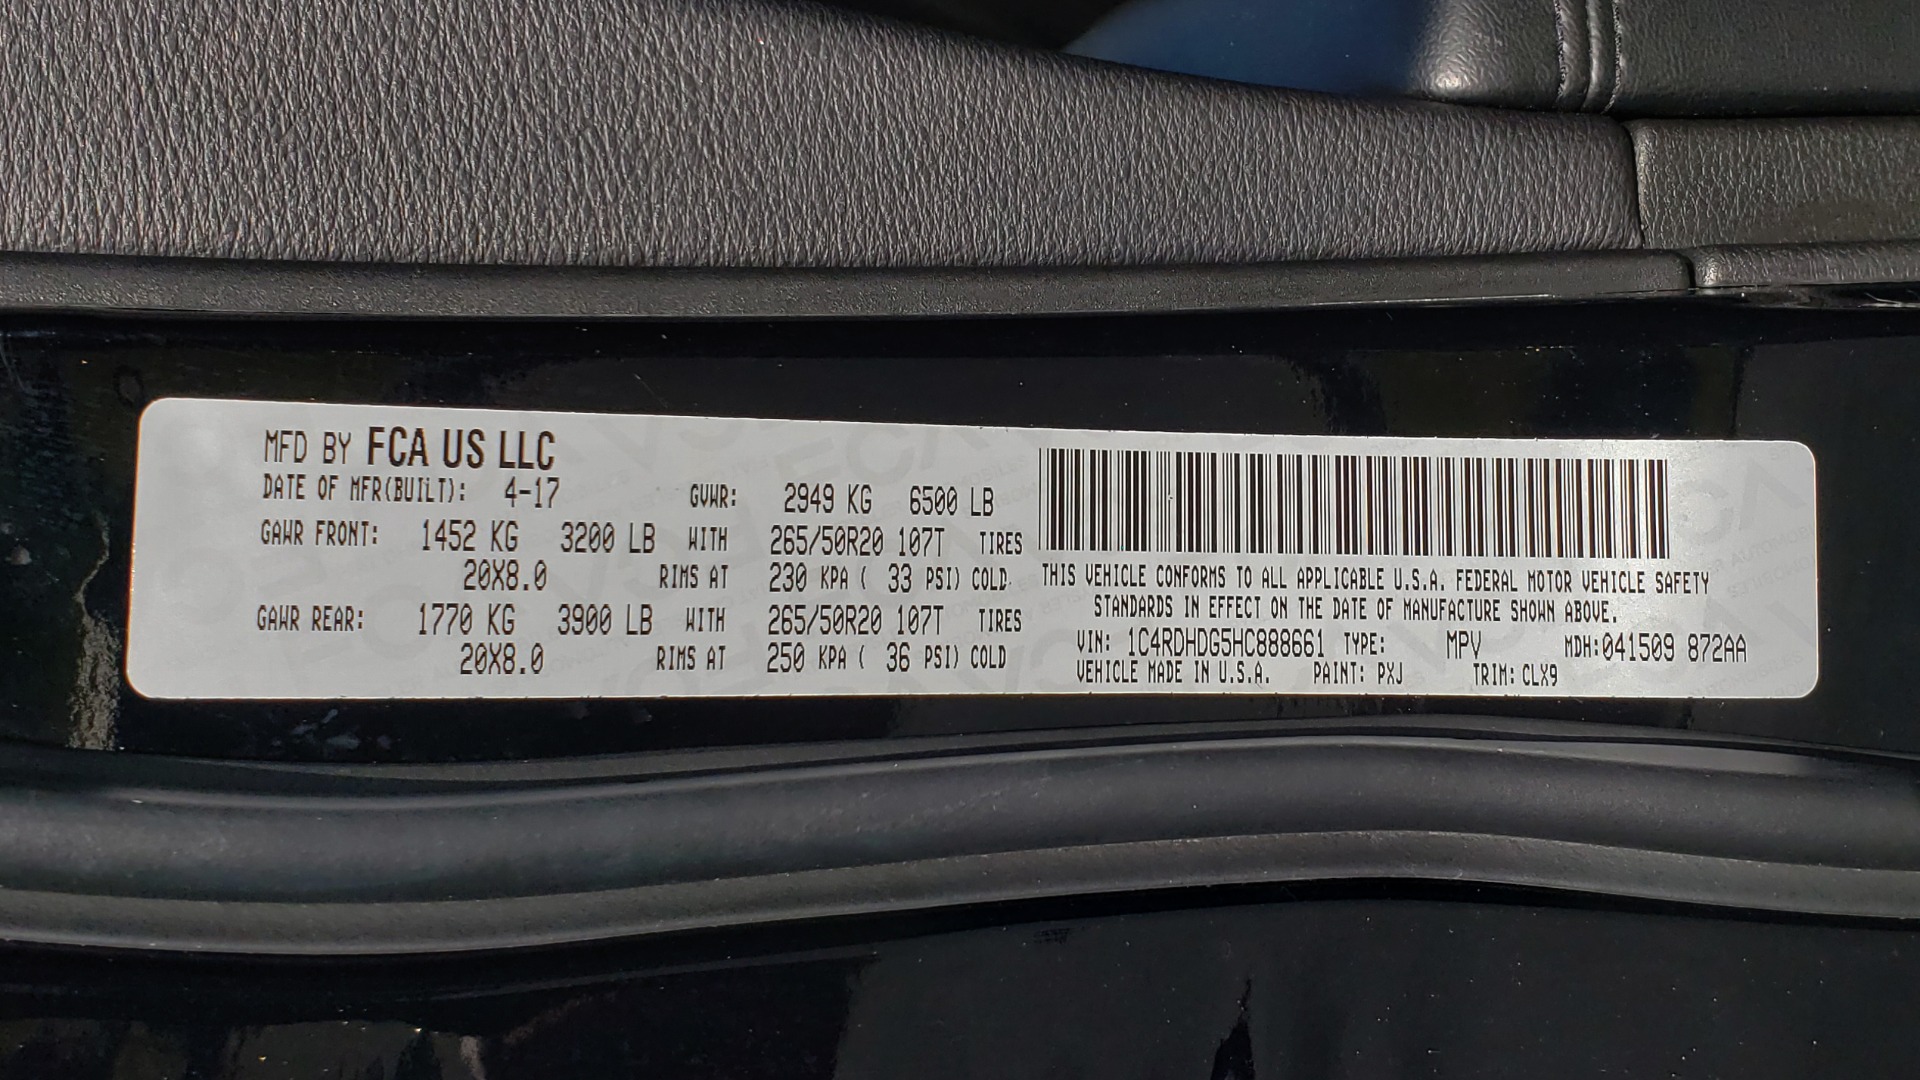 MFD BY FCA US LLC
DATE OF MFR(BUILT): 4-17 GVWR: 2949 KG 6500 LB
GAWR FRONT: 1452 KG 3200 LB WITH 265/50R20 107T TIRES
20X8.0 RIMS AT 230 KPA ( 33 PSI) COLD
GAWR REAR: 1770 KG 3900 LB WITH 265/50R20 107T TIRES
20X8.0 RIMS AT 250 KPA ( 36 PSI) COLD
THIS VEHICLE CONFORMS TO ALL APPLICABLE U.S.A. FEDERAL MOTOR VEHICLE SAFETY
STANDARDS IN EFFECT ON THE DATE OF MANUFACTURE SHOWN ABOVE.
VIN: 1C4RDHDG5HC888661 TYPE: MPV MDH:041509 872AA
VEHICLE MADE IN U.S.A. PAINT: PXJ TRIM: CLX9